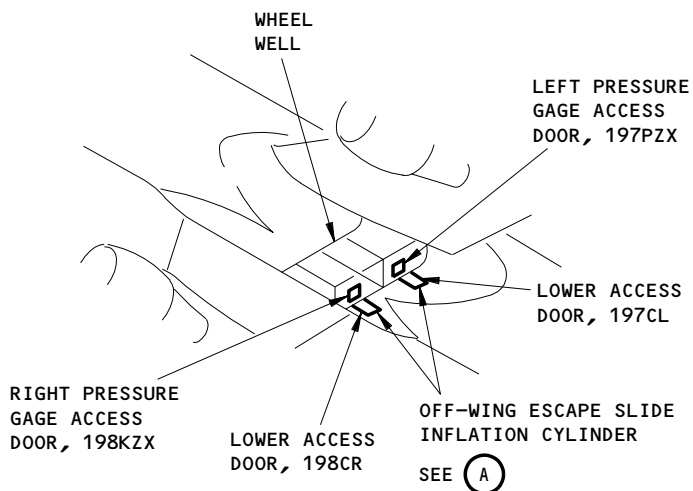 WHEEL
WELL
LEFT PRESSURE
GAGE ACCESS
DOOR, 197PZX
LOWER ACCESS
DOOR, 197CL
RIGHT PRESSURE
GAGE ACCESS
DOOR, 198KZX
LOWER ACCESS
DOOR, 198CR
OFF-WING ESCAPE SLIDE
INFLATION CYLINDER
SEE A